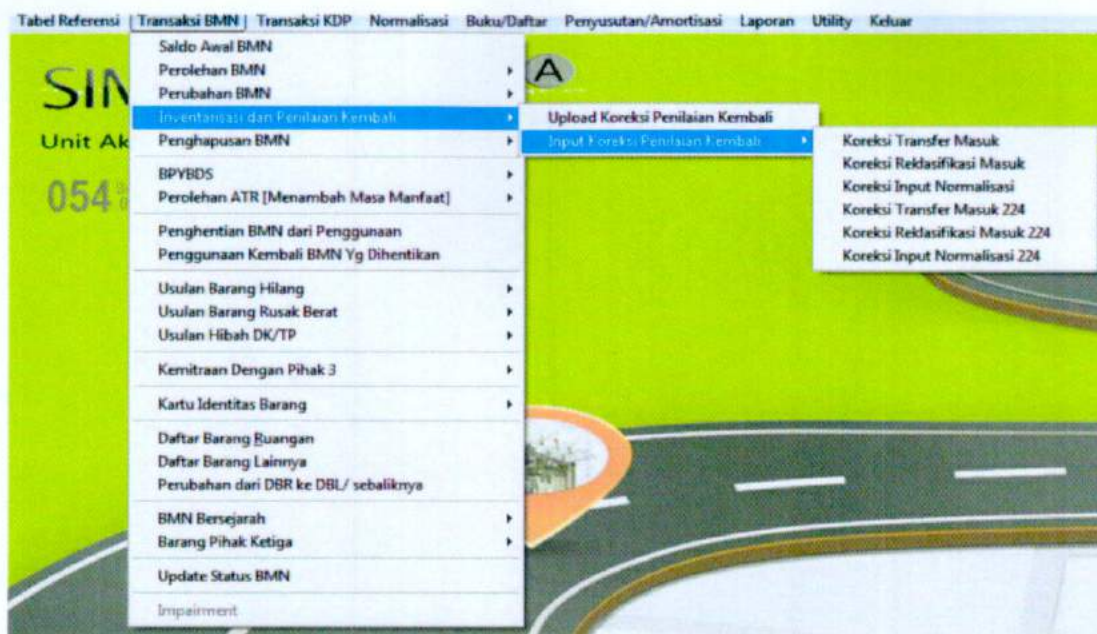 Tabel Referensi Transaksi BMN Transaksi KDP Normalisasi Buku/Daftar Penyusutan/Amortisasi Laporan Utility Keluar
SIM
A
Unit Ak
054
Saldo Awal BMN
Perolehan BMN
Perubahan BMN
Inventarisasi dan Penilaian Kembali
Penghapusan BMN
BPYBDS
Perolehan ATR [Menambah Masa Manfaat]
Penghentian BMN dari Penggunaan
Penggunaan Kembali BMN Yg Dihentikan
Usulan Barang Hilang
Usulan Barang Rusak Berat
Usulan Hibah DK/TP
Kemitraan Dengan Pihak 3
Kartu Identitas Barang
Daftar Barang Ruangan
Daftar Barang Lainnya
Perubahan dari DBR ke DBL/ sebaliknya
BMN Bersejarah
Barang Pihak Ketiga
Update Status BMN
Impairment
Upload Koreksi Penilaian Kembali
Input Koreksi Penilaian Kembali
Koreksi Transfer Masuk
Koreksi Reklasifikasi Masuk
Koreksi Input Normalisasi
Koreksi Transfer Masuk 224
Koreksi Reklasifikasi Masuk 224
Koreksi Input Normalisasi 224